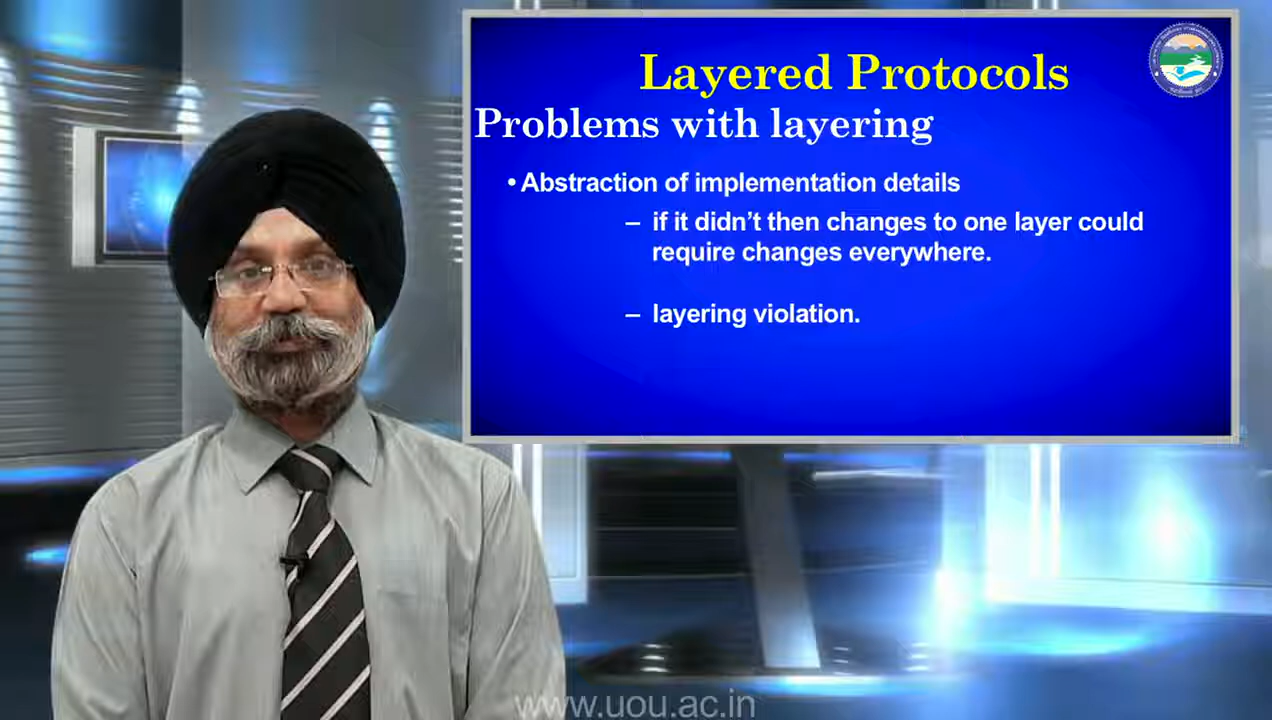 Layered Protocols
Problems with layering
• Abstraction of implementation details
– if it didn't then changes to one layer could
require changes everywhere.
– layering violation.
www.uou.ac.in